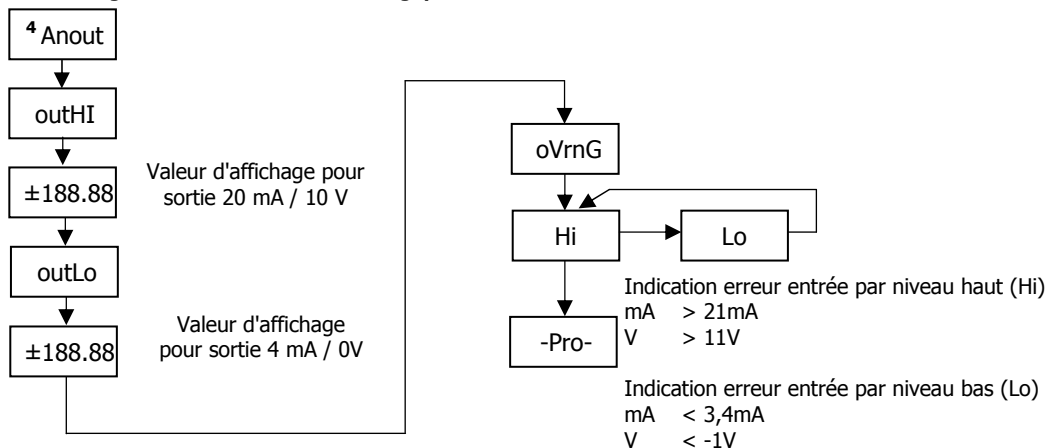 ⁴ Anout
outHI
±188.88
Valeur d'affichage pour
sortie 20 mA / 10 V
outLo
±188.88
Valeur d'affichage
pour sortie 4 mA / 0V
oVrnG
Hi
Lo
-Pro-
Indication erreur entrée par niveau haut (Hi)
mA > 21mA
V > 11V
Indication erreur entrée par niveau bas (Lo)
mA < 3,4mA
V < -1V